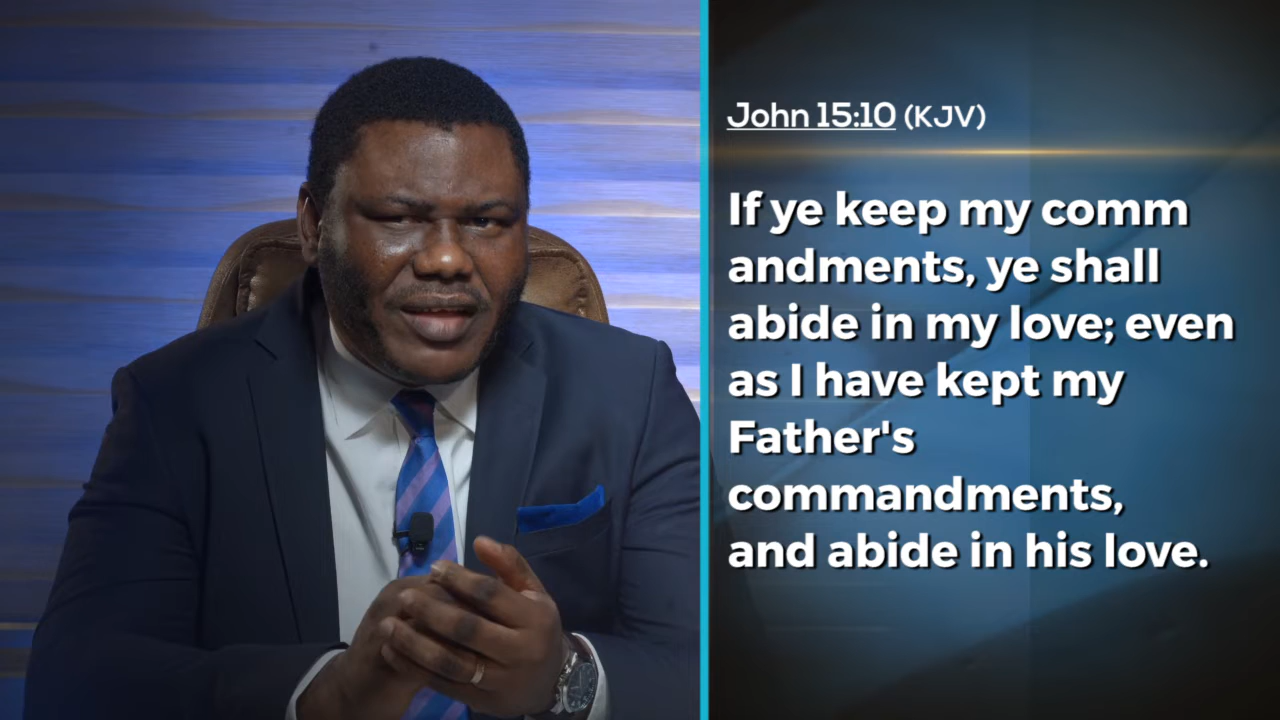 John 15:10 (KJV)
If ye keep my comm
andments, ye shall
abide in my love; even
as I have kept my
Father's
commandments,
and abide in his love.